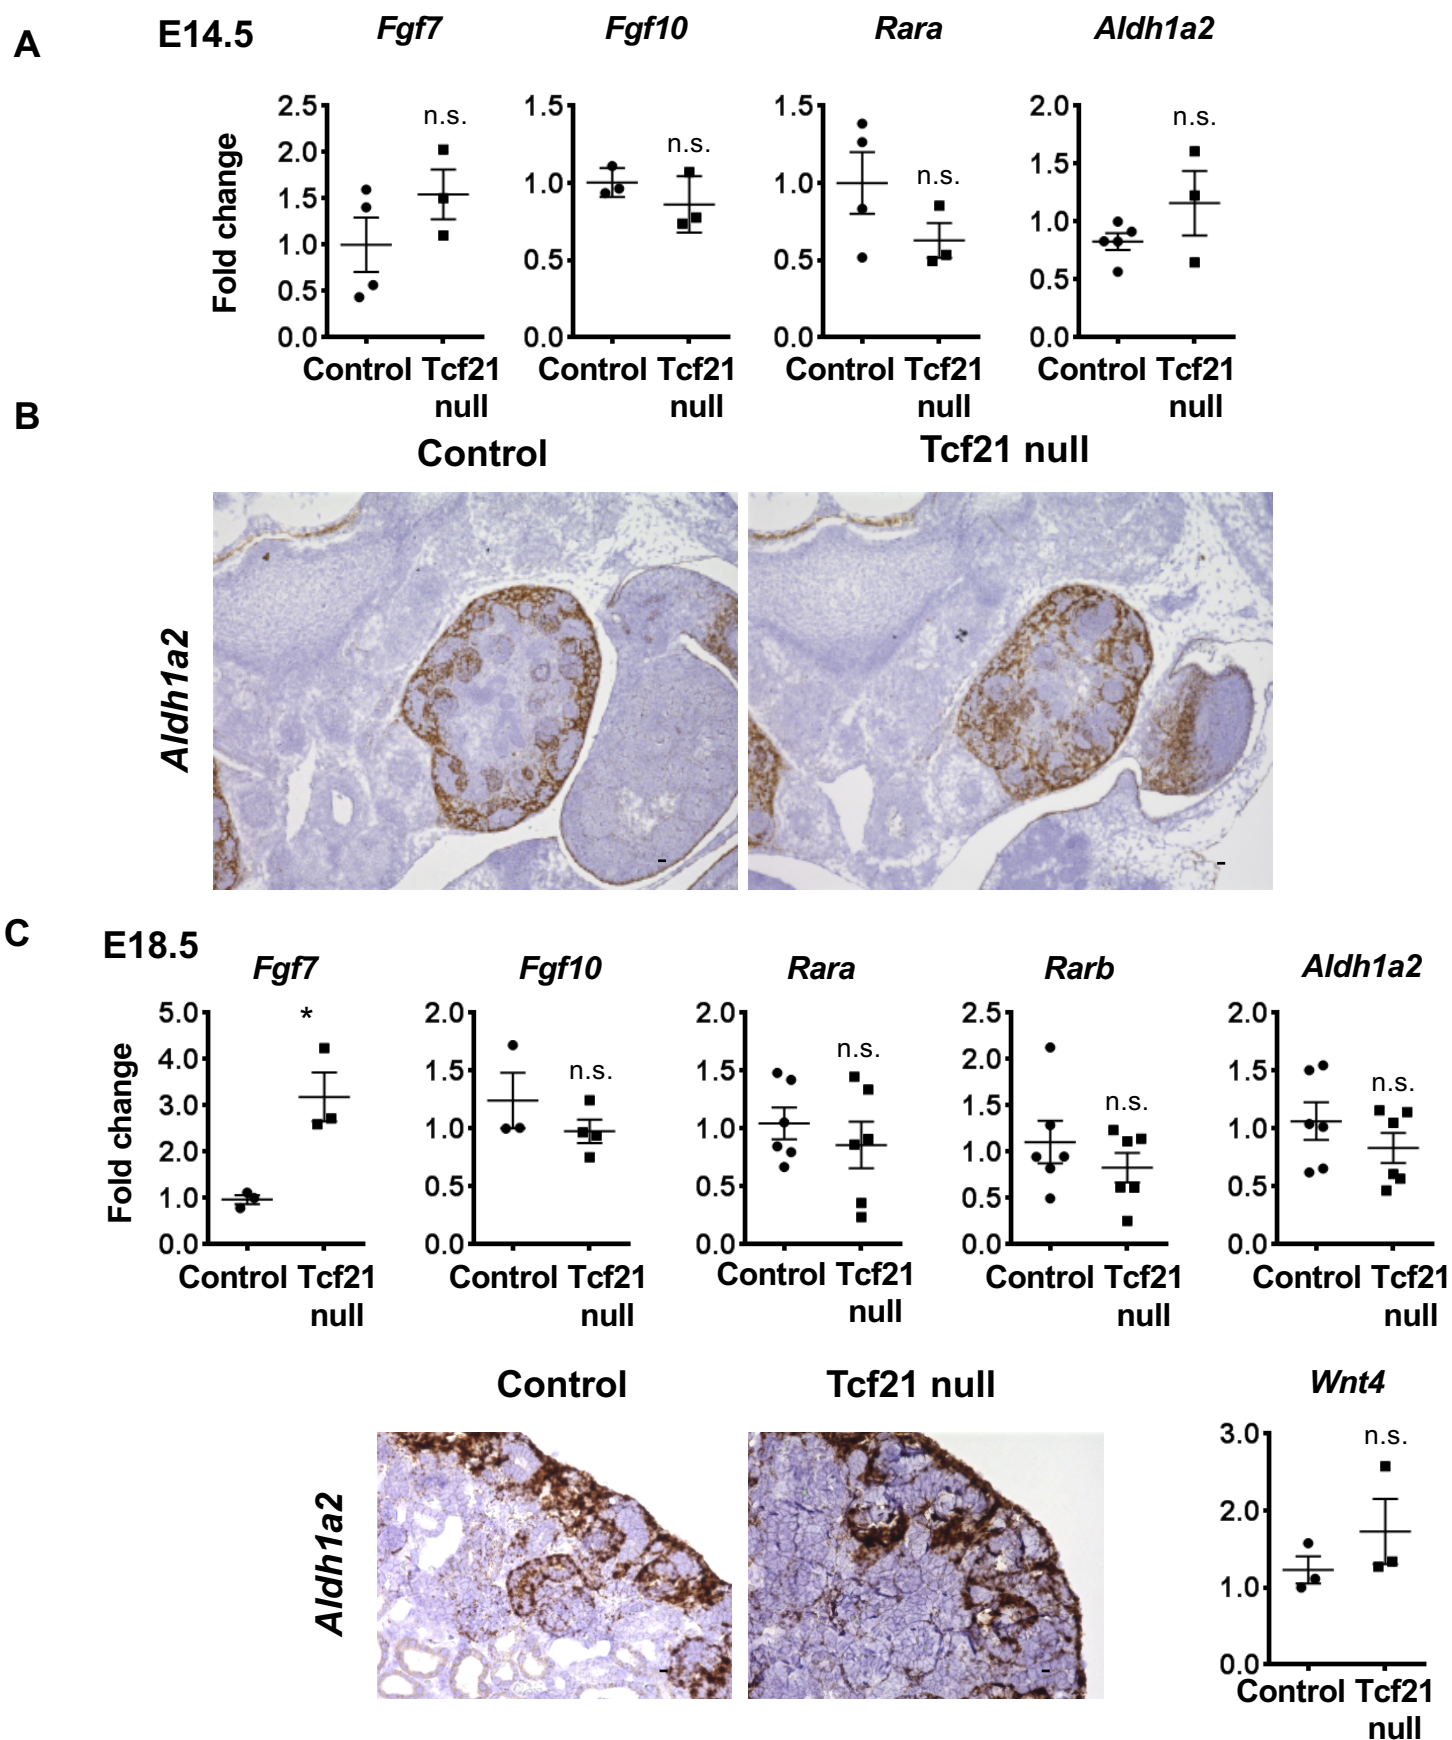 A
E14.5
Fgf7
Fgf10
Rara
Aldh1a2
Fold change
2.5
2.0
1.5
1.0
0.5
0.0
n.s.
Control Tcf21
null
1.5
1.0
0.5
0.0
n.s.
Control Tcf21
null
1.5
1.0
0.5
0.0
n.s.
Control Tcf21
null
2.0
1.5
1.0
0.5
0.0
n.s.
Control Tcf21
null
B
Control
Tcf21 null
Aldh1a2
C
E18.5
Fgf7
Fgf10
Rara
Rarb
Aldh1a2
Fold change
5.0
4.0
3.0
2.0
1.0
0.0
*
Control Tcf21
null
2.0
1.5
1.0
0.5
0.0
n.s.
Control Tcf21
null
2.0
1.5
1.0
0.5
0.0
n.s.
Control Tcf21
null
2.5
2.0
1.5
1.0
0.5
0.0
n.s.
Control Tcf21
null
2.0
1.5
1.0
0.5
0.0
n.s.
Control Tcf21
null
Control
Tcf21 null
Aldh1a2
Wnt4
3.0
2.0
1.0
0.0
n.s.
Control Tcf21
null